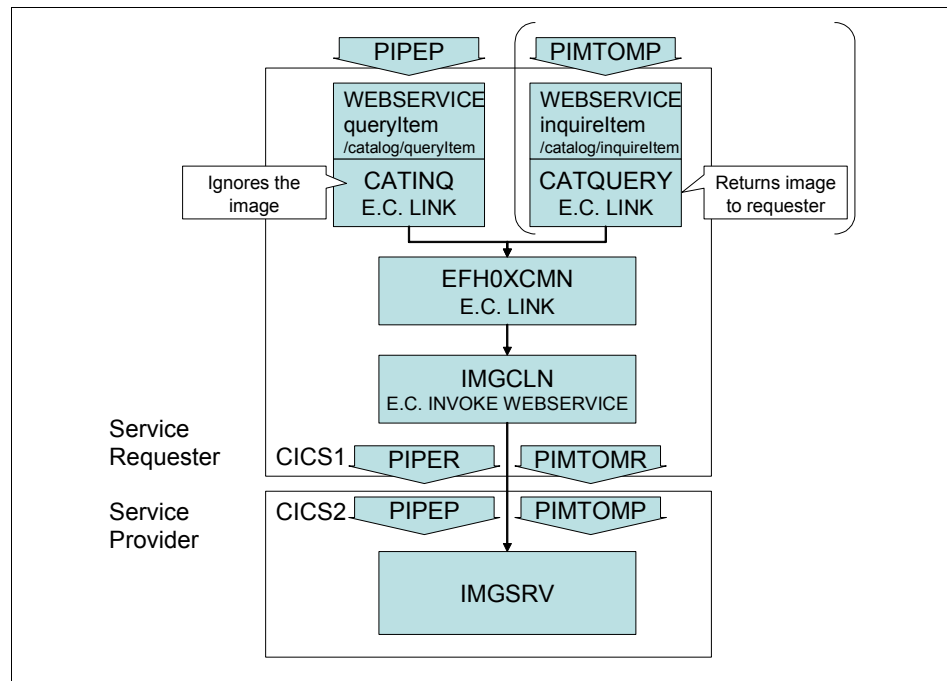 PIPEP
PIMTOMP
WEBSERVICE
queryItem
/catalog/queryItem
WEBSERVICE
inquireItem
/catalog/inquireItem
Ignores the
image
CATINQ
E.C. LINK
CATQUERY
E.C. LINK
Returns image
to requester
EFH0XCMN
E.C. LINK
IMGCLN
E.C. INVOKE WEBSERVICE
Service
Requester
CICS1
PIPER
PIMTOMR
Service
Provider
CICS2
PIPEP
PIMTOMP
IMGSRV